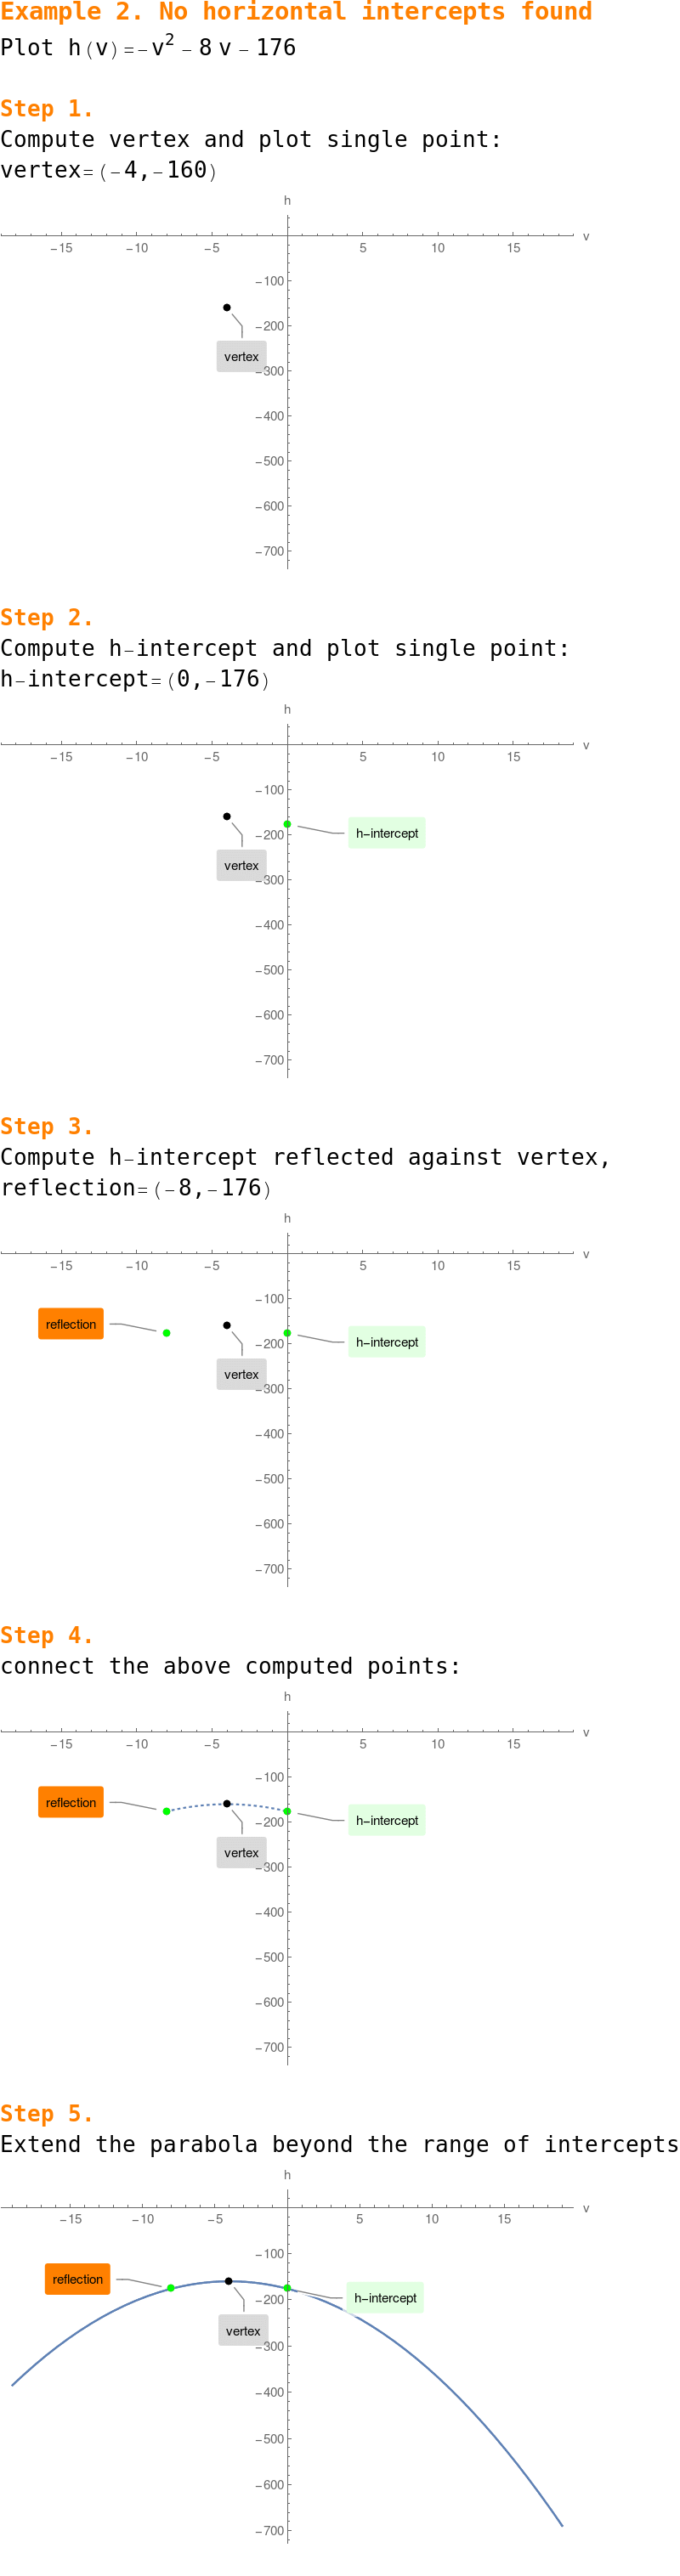 Example 2. No horizontal intercepts found
Plot h(v)=-v² - 8 v - 176
Step 1.
Compute vertex and plot single point:
vertex=(-4,-160)
h
v
-15 -10 -5 5 10 15
-100
-200
vertex
-300
-400
-500
-600
-700
Step 2.
Compute h-intercept and plot single point:
h-intercept=(0,-176)
h
v
-15 -10 -5 5 10 15
-100
-200
h-intercept
vertex
-300
-400
-500
-600
-700
Step 3.
Compute h-intercept reflected against vertex,
reflection=(-8,-176)
h
v
-15 -10 -5 5 10 15
-100
reflection
-200
h-intercept
vertex
-300
-400
-500
-600
-700
Step 4.
connect the above computed points:
h
v
-15 -10 -5 5 10 15
-100
reflection
-200
h-intercept
vertex
-300
-400
-500
-600
-700
Step 5.
Extend the parabola beyond the range of intercepts
h
v
-15 -10 -5 5 10 15
-100
reflection
-200
h-intercept
vertex
-300
-400
-500
-600
-700